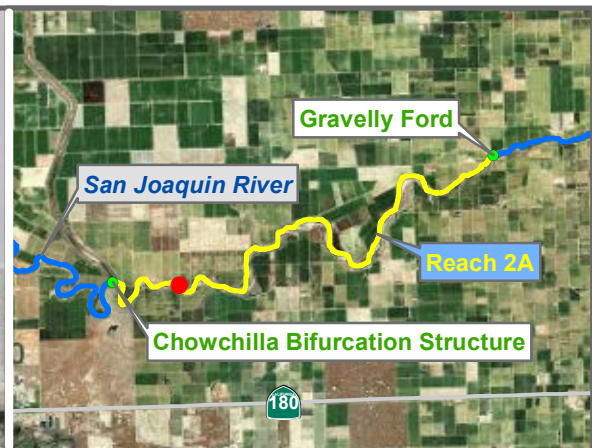 Gravelly Ford
San Joaquin River
Reach 2A
Chowchilla Bifurcation Structure
180